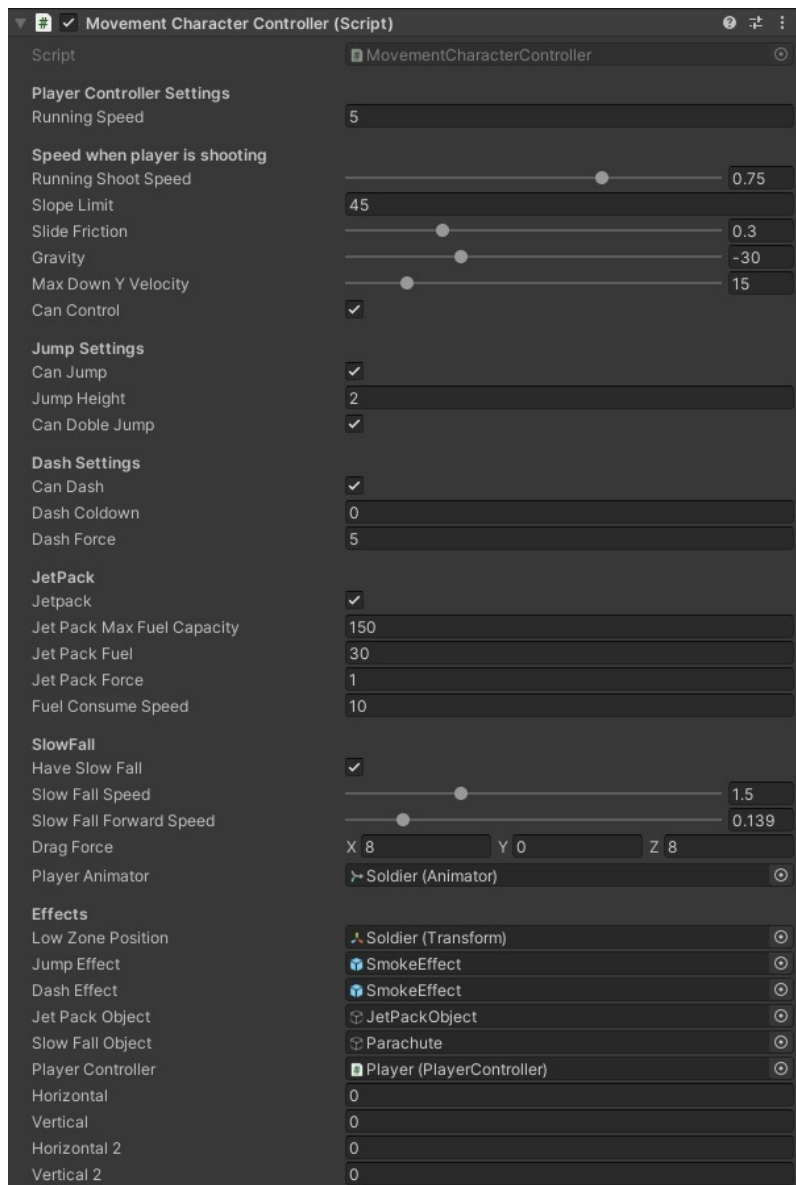 Movement Character Controller (Script)
Script MovementCharacterController
Player Controller Settings
Running Speed 5
Speed when player is shooting
Running Shoot Speed 0.75
Slope Limit 45
Slide Friction 0.3
Gravity -30
Max Down Y Velocity 15
Can Control
Jump Settings
Can Jump
Jump Height 2
Can Doble Jump
Dash Settings
Can Dash
Dash Coldown 0
Dash Force 5
JetPack
Jetpack
Jet Pack Max Fuel Capacity 150
Jet Pack Fuel 30
Jet Pack Force 1
Fuel Consume Speed 10
SlowFall
Have Slow Fall
Slow Fall Speed 1.5
Slow Fall Forward Speed 0.139
Drag Force X 8 Y 0 Z 8
Player Animator Soldier (Animator)
Effects
Low Zone Position Soldier (Transform)
Jump Effect SmokeEffect
Dash Effect SmokeEffect
Jet Pack Object JetPackObject
Slow Fall Object Parachute
Player Controller Player (PlayerController)
Horizontal 0
Vertical 0
Horizontal 2 0
Vertical 2 0